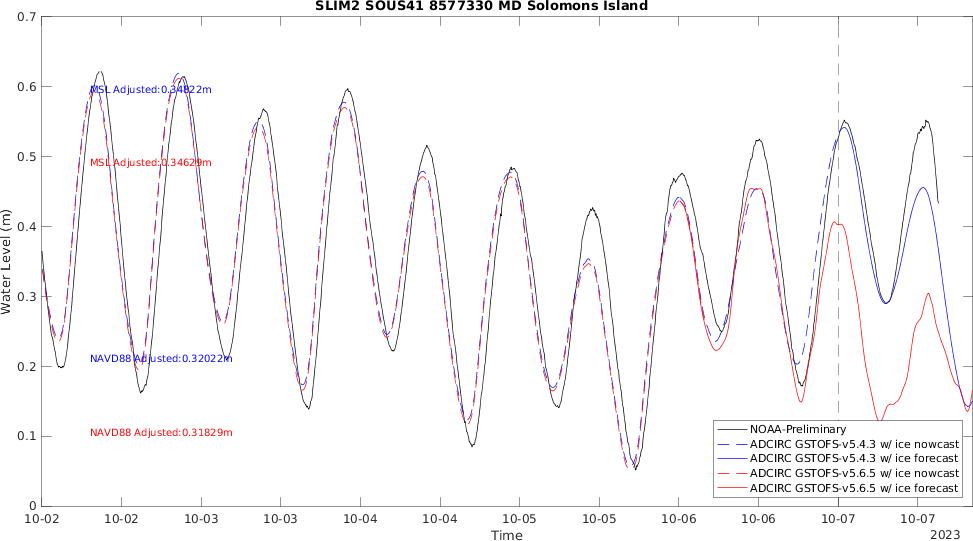 SLIM2 SOUS41 8577330 MD Solomons Island
0.7
0.6
0.5
0.4
0.3
0.2
0.1
0
Water Level (m)
MSL Adjusted:0.34822m
MSL Adjusted:0.34629m
NAVD88 Adjusted:0.32022m
NAVD88 Adjusted:0.31829m
NOAA-Preliminary
ADCIRC GSTOFS-v5.4.3 w/ ice nowcast
ADCIRC GSTOFS-v5.4.3 w/ ice forecast
ADCIRC GSTOFS-v5.6.5 w/ ice nowcast
ADCIRC GSTOFS-v5.6.5 w/ ice forecast
10-02 10-02 10-03 10-03 10-04 10-04 10-05 10-05 10-06 10-06 10-07 10-07
Time
2023